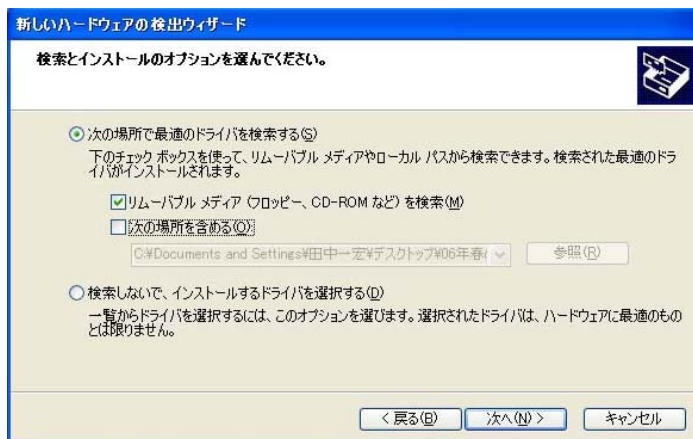 新しいハードウェアの検出ウィザード
検索とインストールのオプションを選んでください。
次の場所で最適のドライバを検索する(S)
下のチェック ボックスを使って、リムーバブル メディアやローカル パスから検索できます。検索された最適のドラ
イバがインストールされます。
リムーバブル メディア (フロッピー、CD-ROM など) を検索(M)
次の場所を含める(O):
C:¥Documents and Settings¥田中一宏¥デスクトップ¥06年春
参照(R)
検索しないで、インストールするドライバを選択する(D)
一覧からドライバを選択するには、このオプションを選びます。選択されたドライバは、ハードウェアに最適のもの
とは限りません。
< 戻る(B)
次へ(N) >
キャンセル